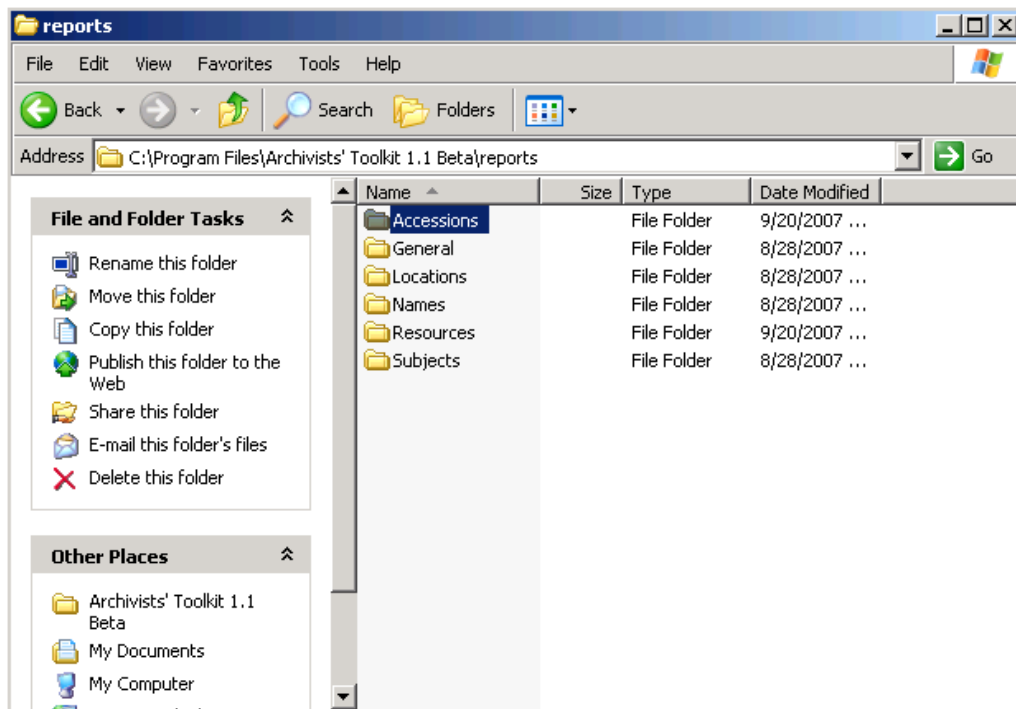 reports
File Edit View Favorites Tools Help
Back Search Folders
Address C:\Program Files\Archivists' Toolkit 1.1 Beta\reports Go
File and Folder Tasks
Rename this folder
Move this folder
Copy this folder
Publish this folder to the
Web
Share this folder
E-mail this folder's files
Delete this folder
Other Places
Archivists' Toolkit 1.1
Beta
My Documents
My Computer
Name Size Type Date Modified
Accessions File Folder 9/20/2007 ...
General File Folder 8/28/2007 ...
Locations File Folder 8/28/2007 ...
Names File Folder 8/28/2007 ...
Resources File Folder 9/20/2007 ...
Subjects File Folder 8/28/2007 ...